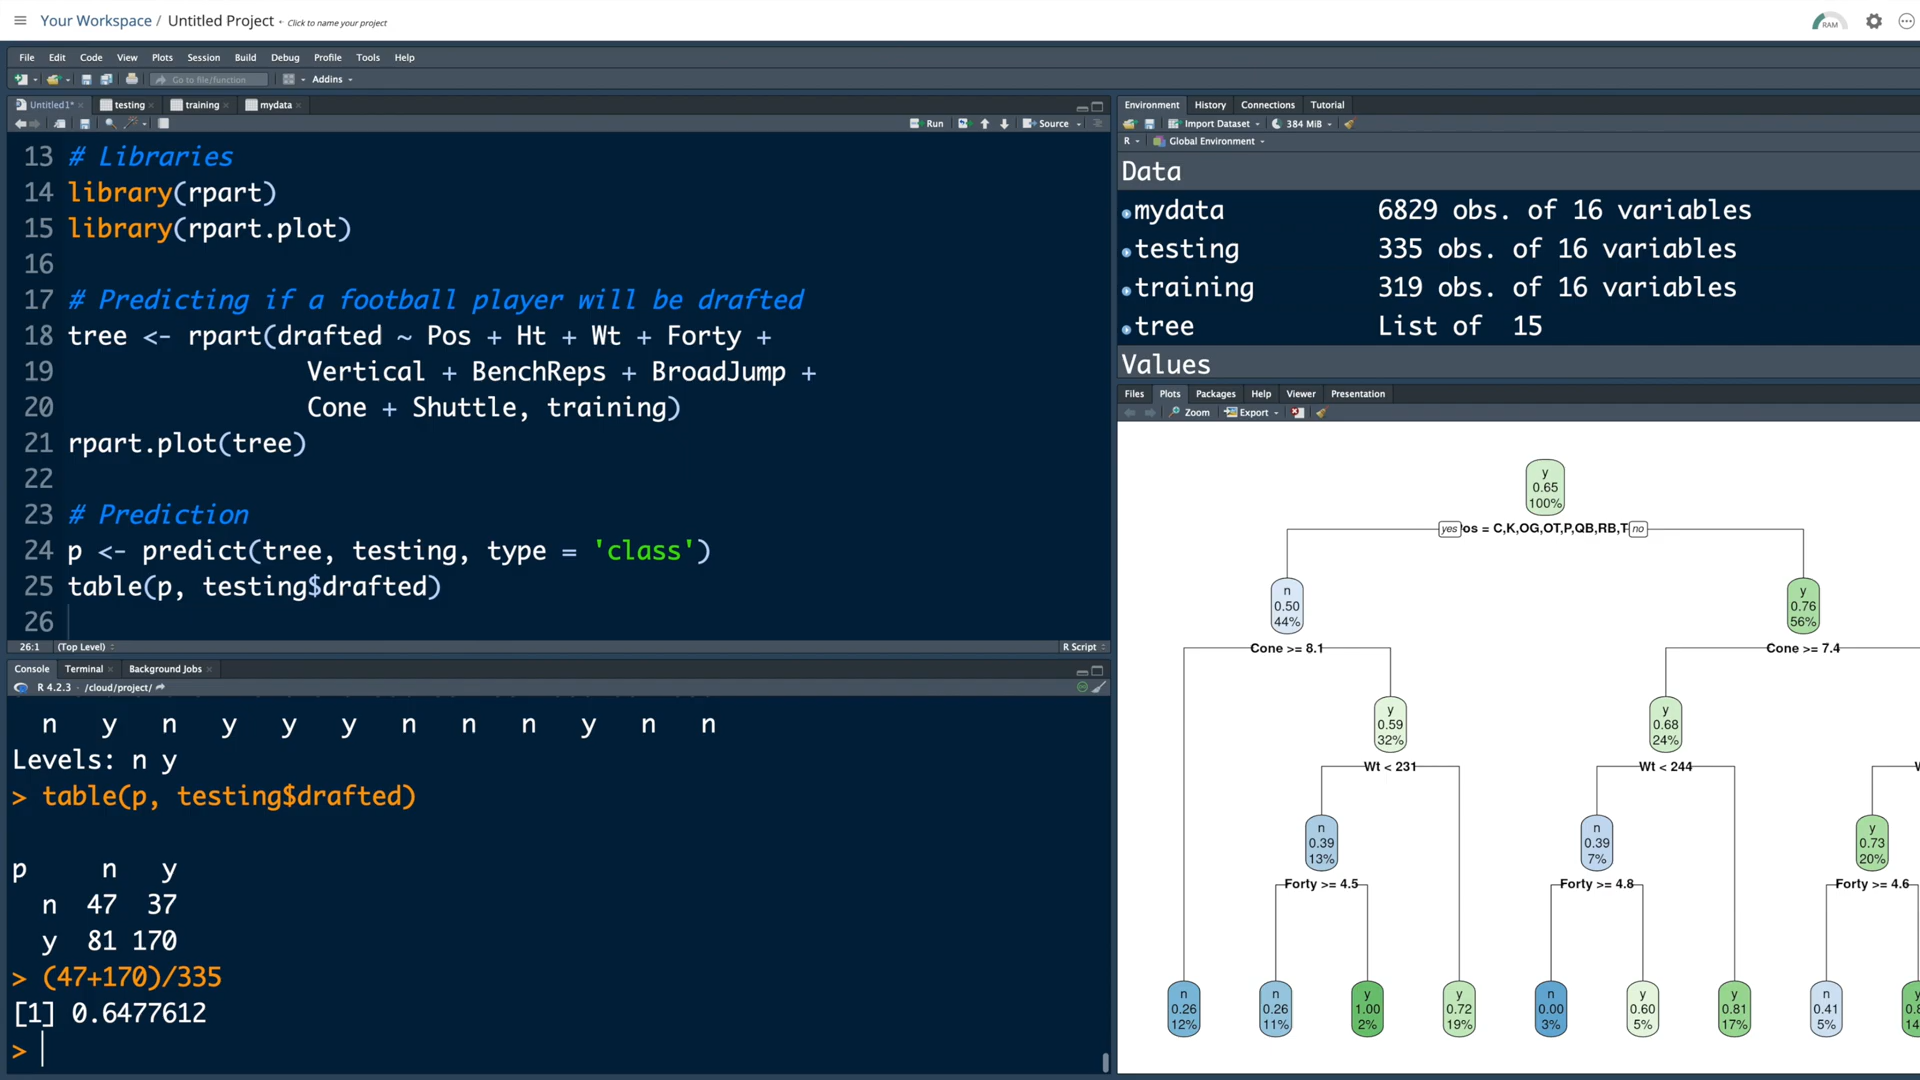 Your Workspace / Untitled Project - Click to name your project
RAM
File Edit Code View Plots Session Build Debug Profile Tools Help
Go to file/function Addins
Untitled1* testing training mydata
Run Source
13 # Libraries
14 library(rpart)
15 library(rpart.plot)
16
17 # Predicting if a football player will be drafted
18 tree <- rpart(drafted ~ Pos + Ht + Wt + Forty +
19 Vertical + BenchReps + BroadJump +
20 Cone + Shuttle, training)
21 rpart.plot(tree)
22
23 # Prediction
24 p <- predict(tree, testing, type = 'class')
25 table(p, testing$drafted)
26
26:1 (Top Level) R Script
Console Terminal Background Jobs
R 4.2.3 · /cloud/project/
n y n y y y n n n y n n
Levels: n y
> table(p, testing$drafted)
p n y
n 47 37
y 81 170
> (47+170)/335
[1] 0.6477612
>
Environment History Connections Tutorial
Import Dataset 384 MiB
R Global Environment
Data
mydata 6829 obs. of 16 variables
testing 335 obs. of 16 variables
training 319 obs. of 16 variables
tree List of 15
Values
Files Plots Packages Help Viewer Presentation
Zoom Export
y
0.65
100%
yes os = C,K,OG,OT,P,QB,RB,T no
n
0.50
44%
y
0.76
56%
Cone >= 8.1
Cone >= 7.4
y
0.59
32%
y
0.68
24%
Wt < 231
Wt < 244
n
0.39
13%
n
0.39
7%
y
0.73
20%
Forty >= 4.5
Forty >= 4.8
Forty >= 4.6
n
0.26
12%
n
0.26
11%
y
1.00
2%
y
0.72
19%
n
0.00
3%
y
0.60
5%
y
0.81
17%
n
0.41
5%